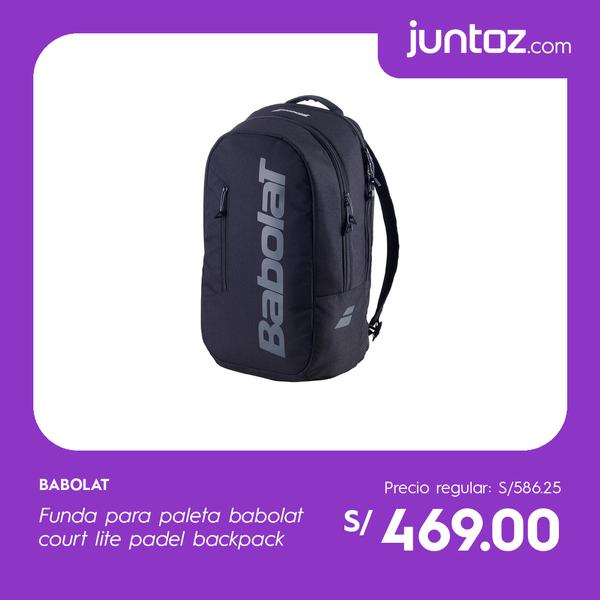 juntoz.com
Babolat
BABOLAT
Funda para paleta babolat
court lite padel backpack
Precio regular: S/586.25
S/ 469.00